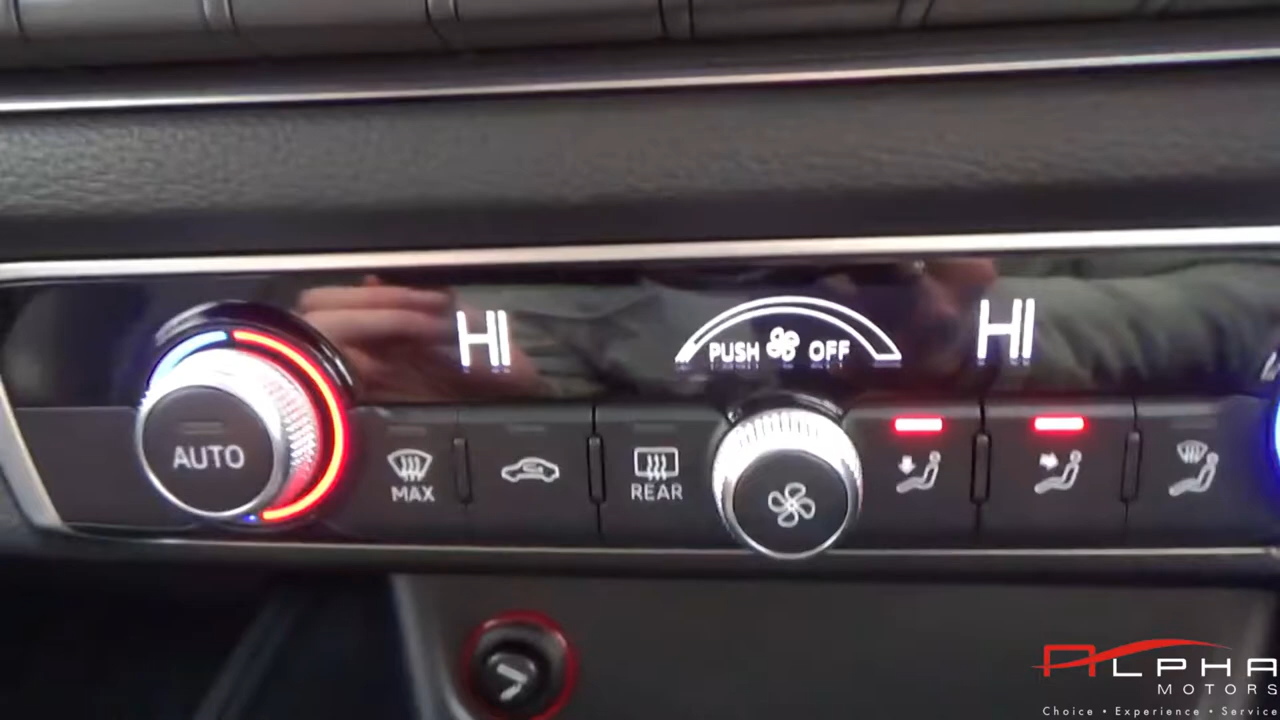 HI
PUSH OFF
HI
AUTO
MAX
REAR
ALPHA
MOTORS
Choice • Experience • Service